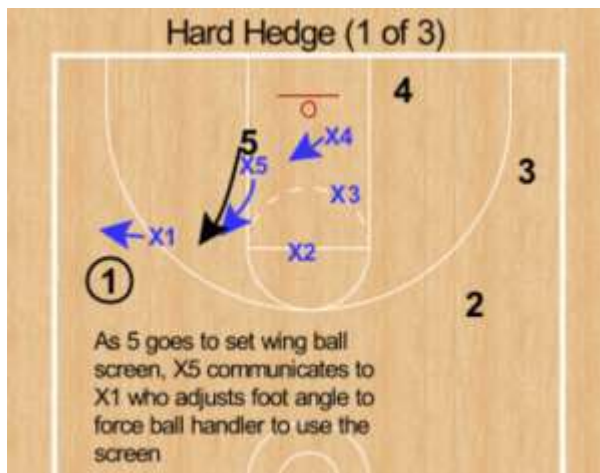 Hard Hedge (1 of 3)
4
5
X4
X5
3
X3
X1
X2
1
2
As 5 goes to set wing ball
screen, X5 communicates to
X1 who adjusts foot angle to
force ball handler to use the
screen